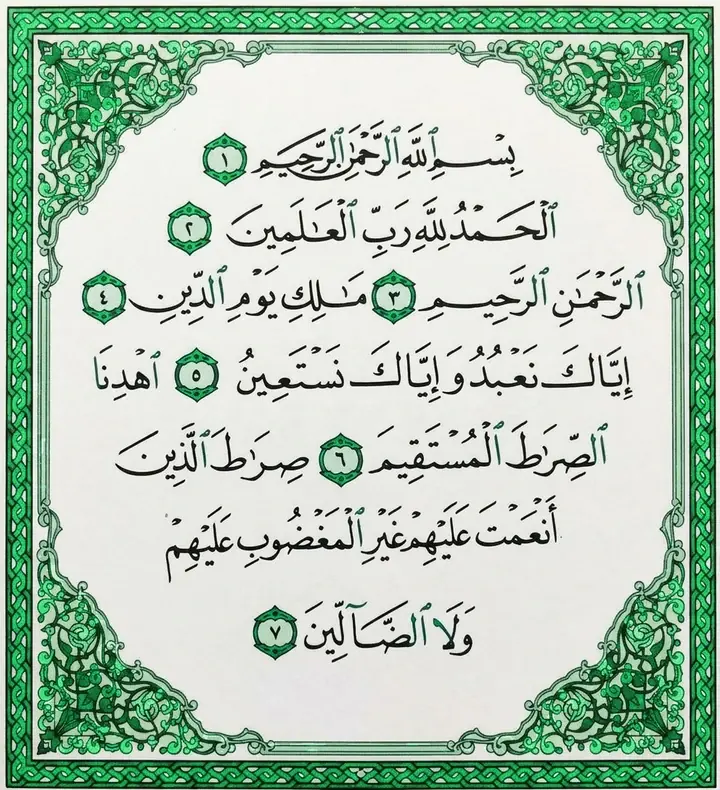 بِسْمِ ٱللَّهِ ٱلرَّحْمَٰنِ ٱلرَّحِيمِ ١
ٱلْحَمْدُ لِلَّهِ رَبِّ ٱلْعَٰلَمِينَ ٢
ٱلرَّحْمَٰنِ ٱلرَّحِيمِ ٣ مَٰلِكِ يَوْمِ ٱلدِّينِ ٤
إِيَّاكَ نَعْبُدُ وَإِيَّاكَ نَسْتَعِينُ ٥ ٱهْدِنَا
ٱلصِّرَٰطَ ٱلْمُسْتَقِيمَ ٦ صِرَٰطَ ٱلَّذِينَ
أَنْعَمْتَ عَلَيْهِمْ غَيْرِ ٱلْمَغْضُوبِ عَلَيْهِمْ
وَلَا ٱلضَّآلِّينَ ٧